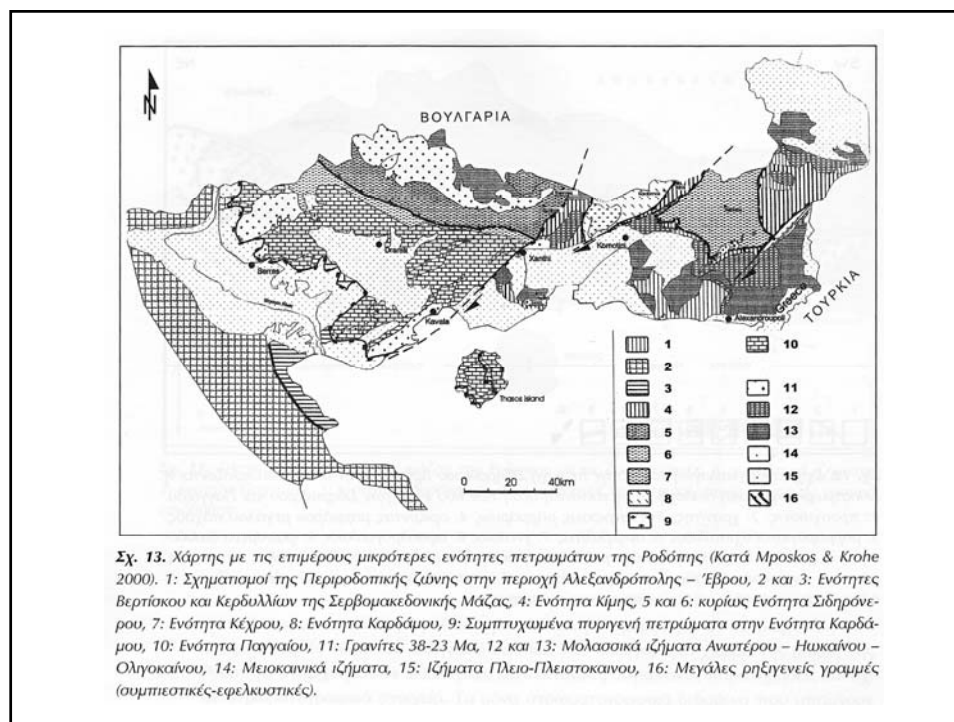 ΒΟΥΛΓΑΡΙΑ
N
Drama
Xanthi
Komotini
Serres
Kavala
Alexandroupoli
Greece
ΤΟΥΡΚΙΑ
Thasos Island
0 20 40km
1 10
2
3 11
4 12
5 13
6 14
7 15
8 16
9
Σχ. 13. Χάρτης με τις επιμέρους μικρότερες ενότητες πετρωμάτων της Ροδόπης (Κατά Mposkos & Krohe
2000). 1: Σχηματισμοί της Περιροδοπικής ζώνης στην περιοχή Αλεξανδρόπολης – Έβρου, 2 και 3: Ενότητες
Βερτίσκου και Κερδυλλίων της Σερβομακεδονικής Μάζας, 4: Ενότητα Κίμης, 5 και 6: κυρίως Ενότητα Σιδηρόνε-
ρου, 7: Ενότητα Κέχρου, 8: Ενότητα Καρδάμου, 9: Συμπτυχωμένα πυριγενή πετρώματα στην Ενότητα Καρδά-
μου, 10: Ενότητα Παγγαίου, 11: Γρανίτες 38-23 Μα, 12 και 13: Μολασσικά ιζήματα Ανωτέρου – Ηωκαίνου –
Ολιγοκαίνου, 14: Μειοκαινικά ιζήματα, 15: Ιζήματα Πλειο-Πλειστοκαινου, 16: Μεγάλες ρηξιγενείς γραμμές
(συμπιεστικές-εφελκυστικές).